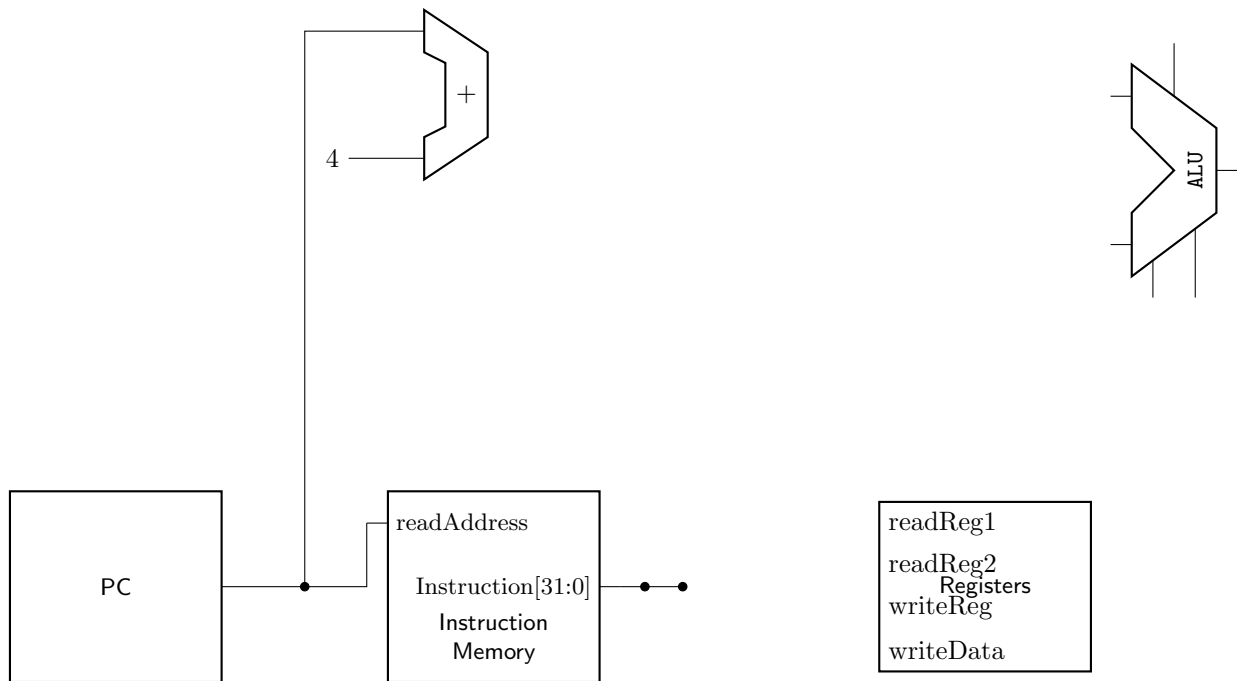 +
4
ALU
PC
readAddress
Instruction[31:0]
Instruction
Memory
readReg1
readReg2
Registers
writeReg
writeData